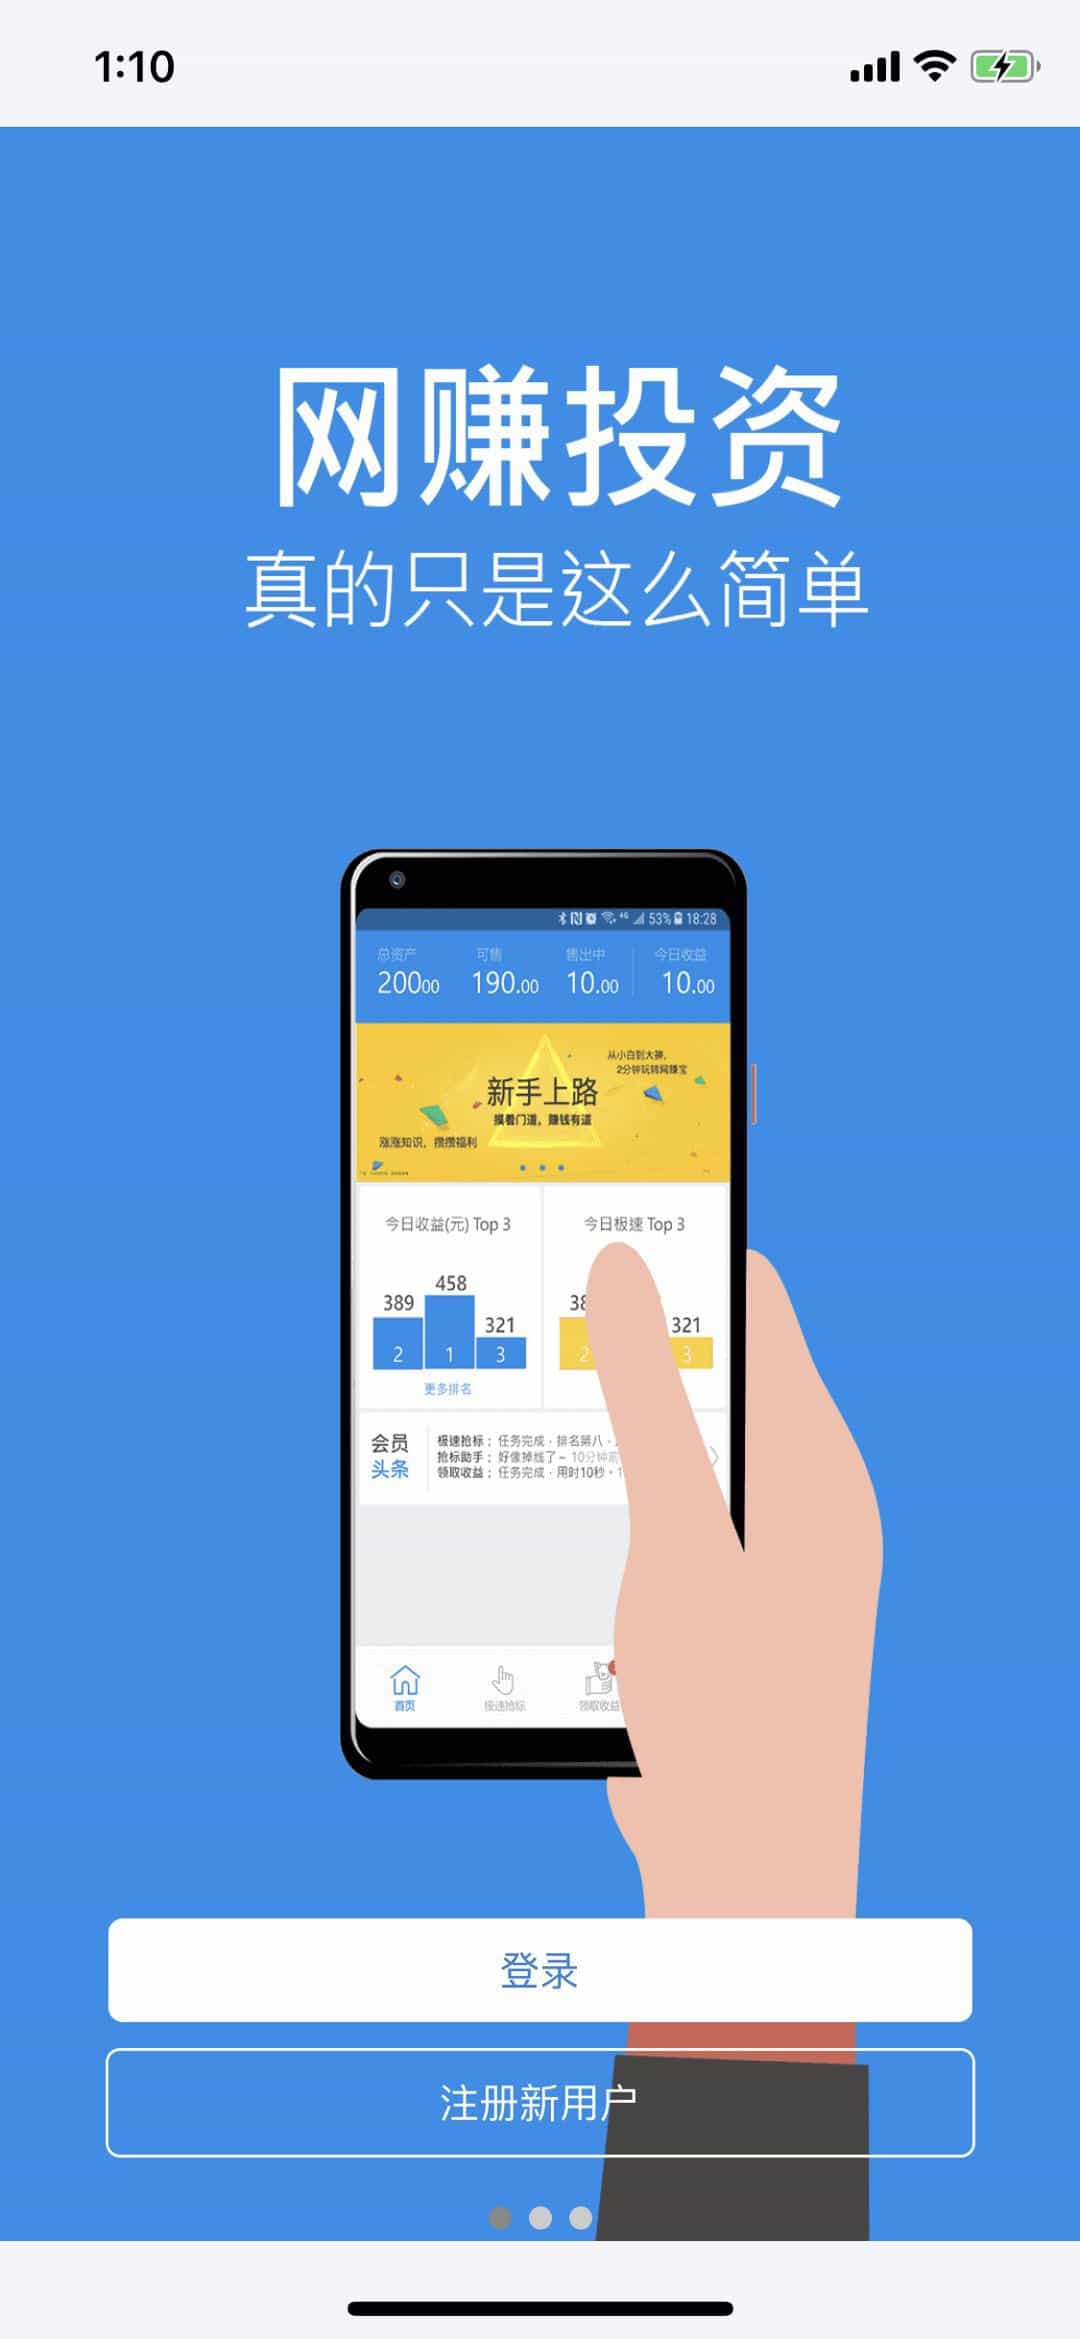 1:10
网赚投资
真的只是这么简单
4G 53% 18:28
总资产 可售 售出中 今日收益
200.00 190.00 10.00 10.00
从小白到大神，
2分钟玩转网赚宝
新手上路
摸着门道，赚钱有道
涨涨知识，攒攒福利
今日收益(元) Top 3 今日极速 Top 3
458
389 38
321 321
2 1 3 2 3
更多排名
会员 头条
极速抢标：任务完成 · 排名第八 ·
抢标助手：好像掉线了~ 10分钟前
领取收益：任务完成 · 用时10秒 · 1
首页 极速抢标 领取收益
登录
注册新用户